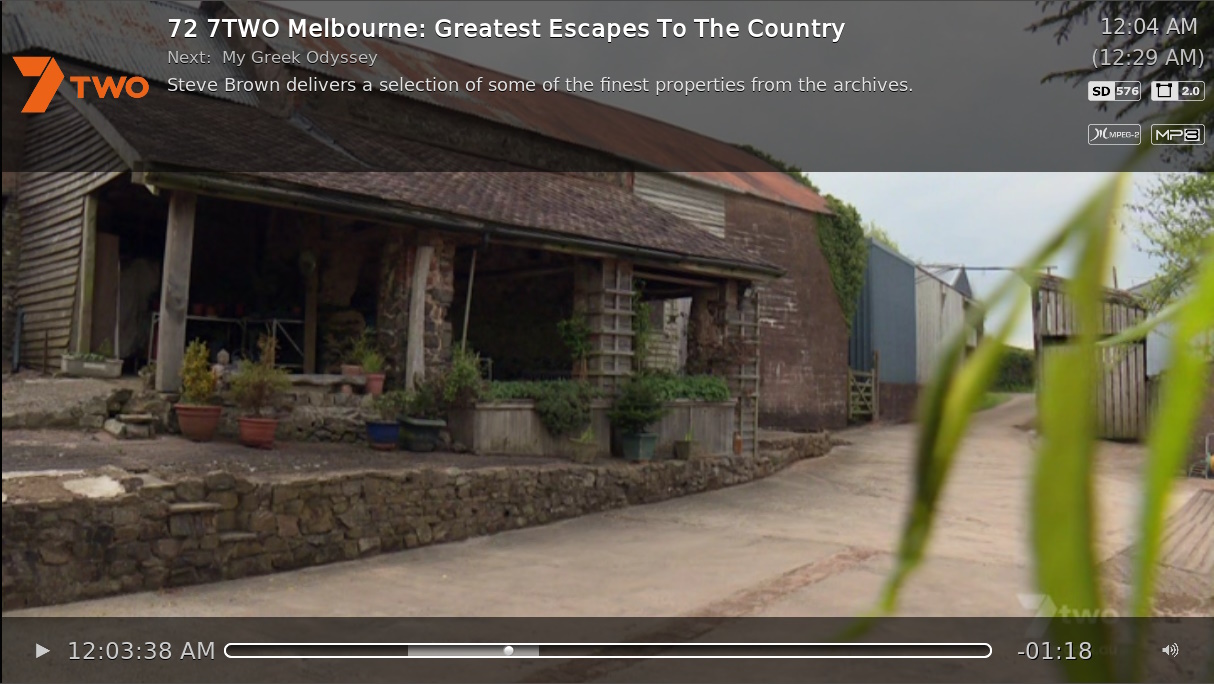 72 7TWO Melbourne: Greatest Escapes To The Country
12:04 AM
Next: My Greek Odyssey
(12:29 AM)
7TWO
Steve Brown delivers a selection of some of the finest properties from the archives.
SD 576
2.0
MPEG-2
MP3
7two
12:03:38 AM
-01:18